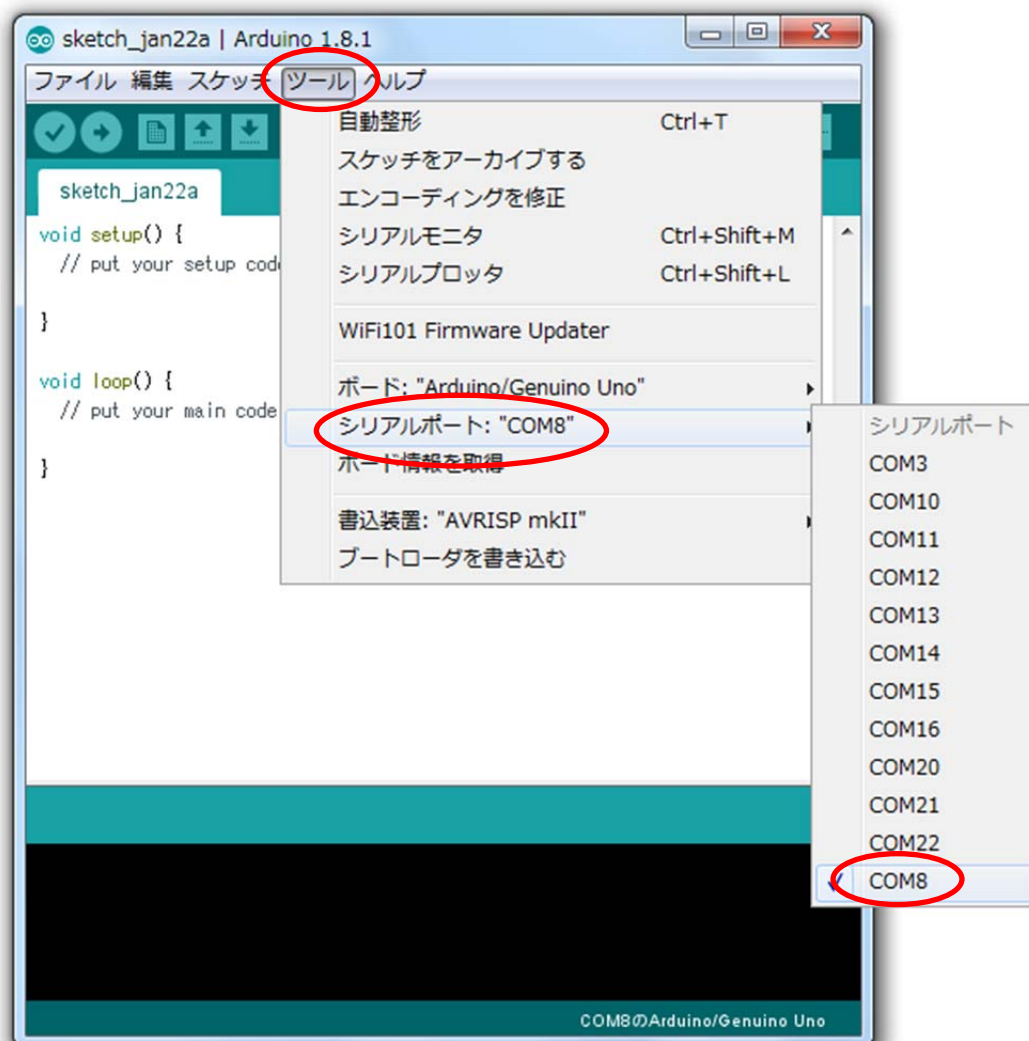 sketch_jan22a | Arduino 1.8.1
ファイル 編集 スケッチ ツール ヘルプ
自動整形 Ctrl+T
スケッチをアーカイブする
エンコーディングを修正
シリアルモニタ Ctrl+Shift+M
シリアルプロッタ Ctrl+Shift+L
WiFi101 Firmware Updater
ボード: "Arduino/Genuino Uno"
シリアルポート: "COM8"
ボード情報を取得
書込装置: "AVRISP mkII"
ブートローダを書き込む
sketch_jan22a
void setup() {
// put your setup cod
}
void loop() {
// put your main code
}
シリアルポート
COM3
COM10
COM11
COM12
COM13
COM14
COM15
COM16
COM20
COM21
COM22
COM8
COM8のArduino/Genuino Uno